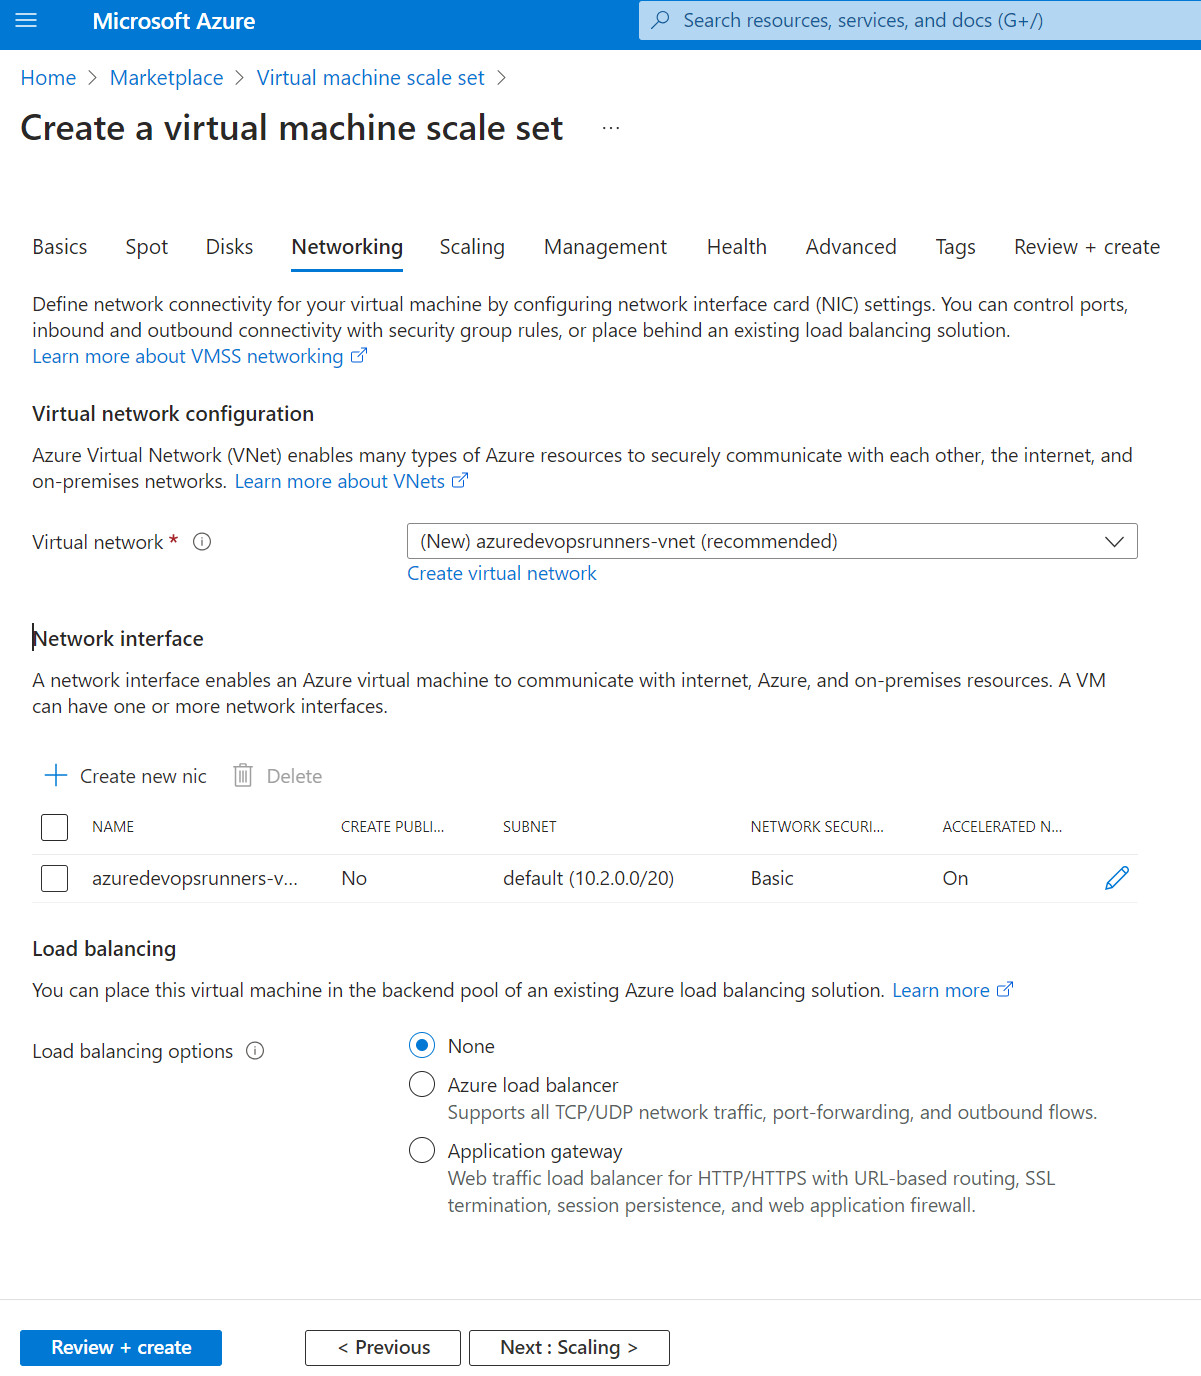 Microsoft Azure
Search resources, services, and docs (G+/)
Home > Marketplace > Virtual machine scale set >
Create a virtual machine scale set ...
Basics Spot Disks Networking Scaling Management Health Advanced Tags Review + create
Define network connectivity for your virtual machine by configuring network interface card (NIC) settings. You can control ports,
inbound and outbound connectivity with security group rules, or place behind an existing load balancing solution.
Learn more about VMSS networking
Virtual network configuration
Azure Virtual Network (VNet) enables many types of Azure resources to securely communicate with each other, the internet, and
on-premises networks. Learn more about VNets
Virtual network *
(New) azuredevopsrunners-vnet (recommended)
Create virtual network
Network interface
A network interface enables an Azure virtual machine to communicate with internet, Azure, and on-premises resources. A VM
can have one or more network interfaces.
Create new nic Delete
NAME CREATE PUBLI... SUBNET NETWORK SECURI... ACCELERATED N...
azuredevopsrunners-v... No default (10.2.0.0/20) Basic On
Load balancing
You can place this virtual machine in the backend pool of an existing Azure load balancing solution. Learn more
Load balancing options
None
Azure load balancer
Supports all TCP/UDP network traffic, port-forwarding, and outbound flows.
Application gateway
Web traffic load balancer for HTTP/HTTPS with URL-based routing, SSL
termination, session persistence, and web application firewall.
Review + create < Previous Next : Scaling >